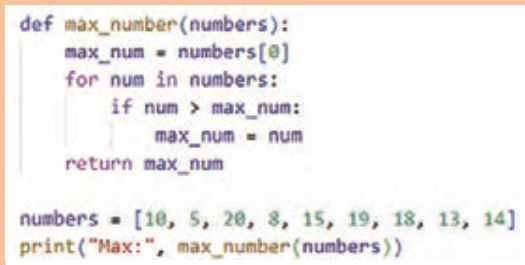 def max_number(numbers):
    max_num = numbers[0]
    for num in numbers:
        if num > max_num:
            max_num = num
    return max_num

numbers = [10, 5, 20, 8, 15, 19, 18, 13, 14]
print("Max:", max_number(numbers))